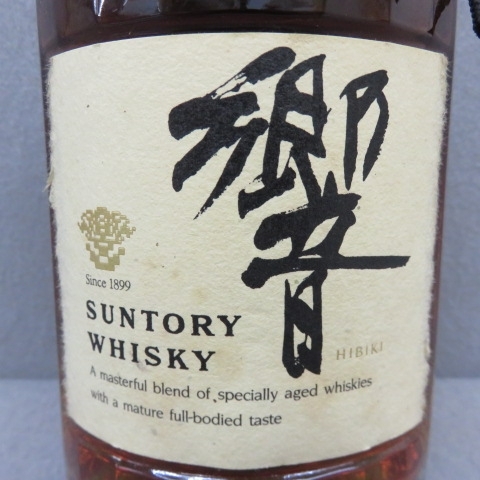 響
Since 1899
SUNTORY
WHISKY
HIBIKI
A masterful blend of specially aged whiskies
with a mature full-bodied taste